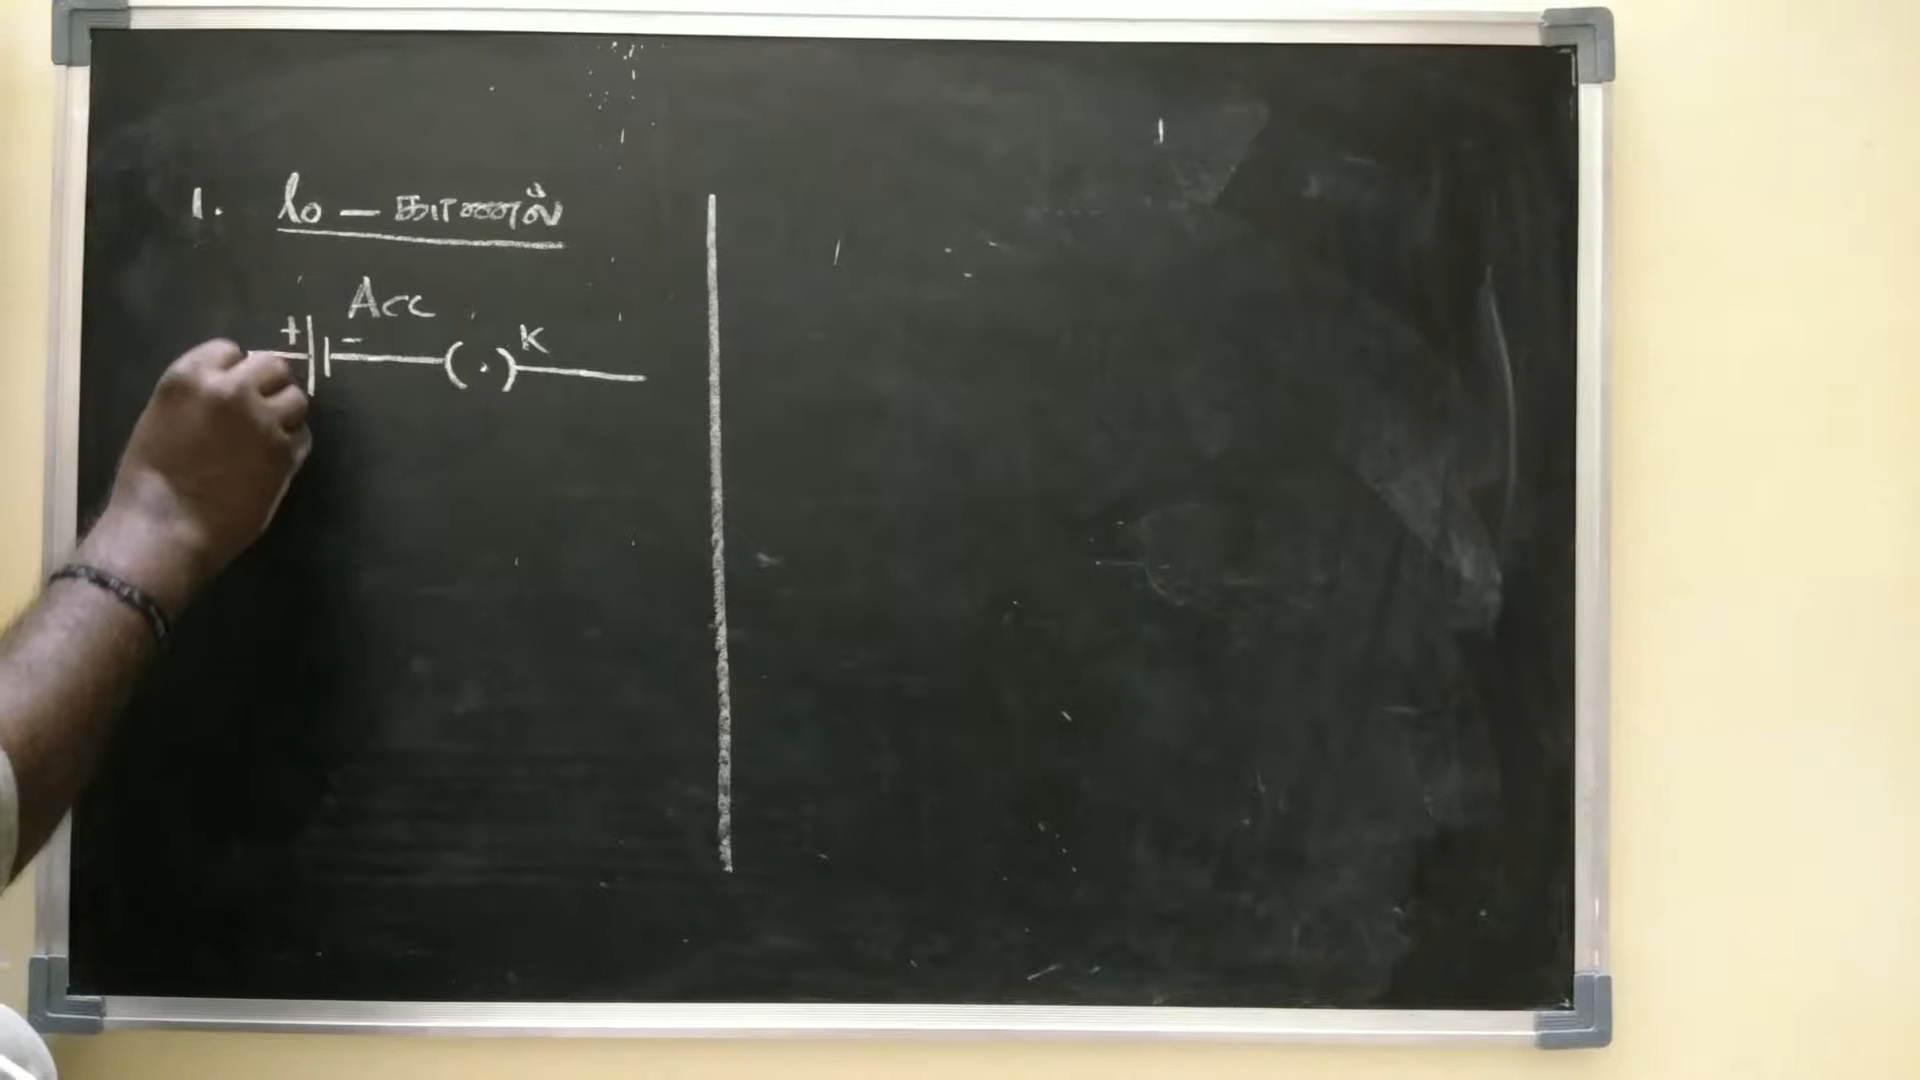 1. l₀ – காணல்
Acc
+ - K
( . )